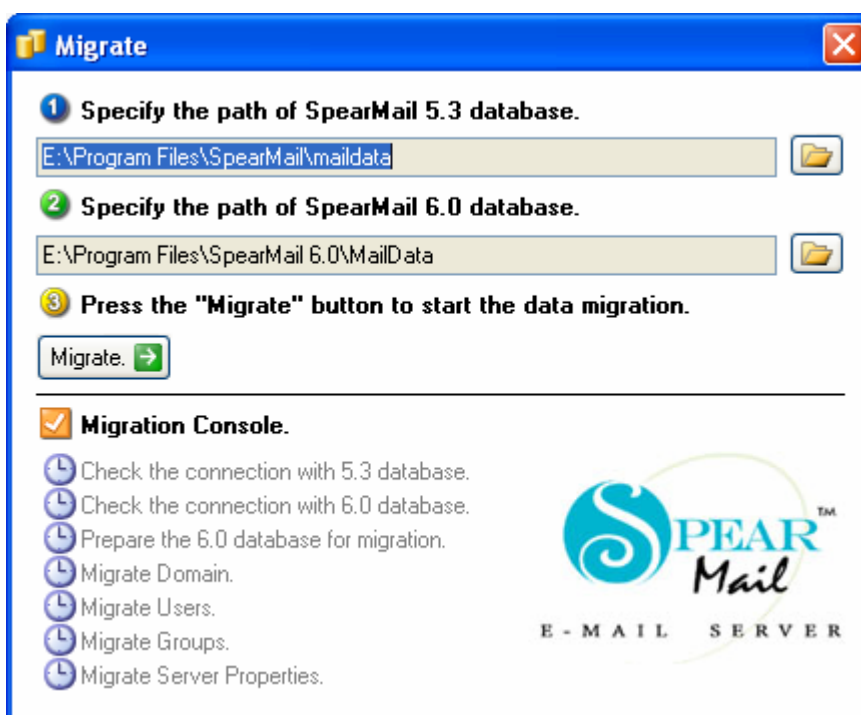 Migrate
1 Specify the path of SpearMail 5.3 database.
E:\Program Files\SpearMail\maildata
2 Specify the path of SpearMail 6.0 database.
E:\Program Files\SpearMail 6.0\MailData
3 Press the "Migrate" button to start the data migration.
Migrate.
Migration Console.
Check the connection with 5.3 database.
Check the connection with 6.0 database.
Prepare the 6.0 database for migration.
Migrate Domain.
Migrate Users.
Migrate Groups.
Migrate Server Properties.
SPEAR™
Mail
E-MAIL SERVER